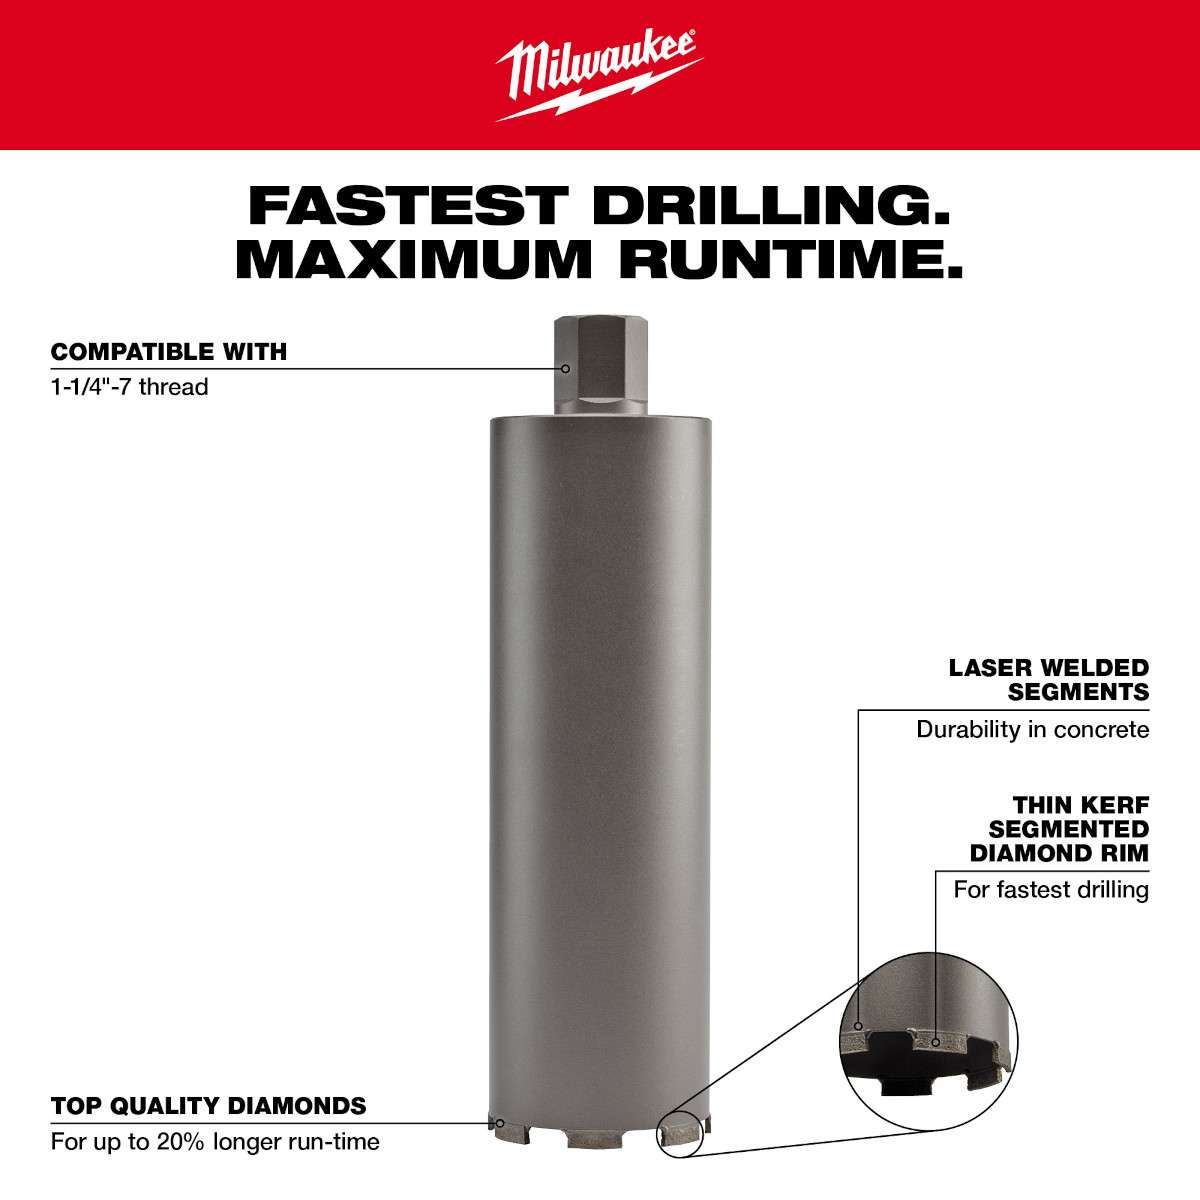 Milwaukee®
FASTEST DRILLING.
MAXIMUM RUNTIME.
COMPATIBLE WITH
1-1/4"-7 thread
LASER WELDED
SEGMENTS
Durability in concrete
THIN KERF
SEGMENTED
DIAMOND RIM
For fastest drilling
TOP QUALITY DIAMONDS
For up to 20% longer run-time